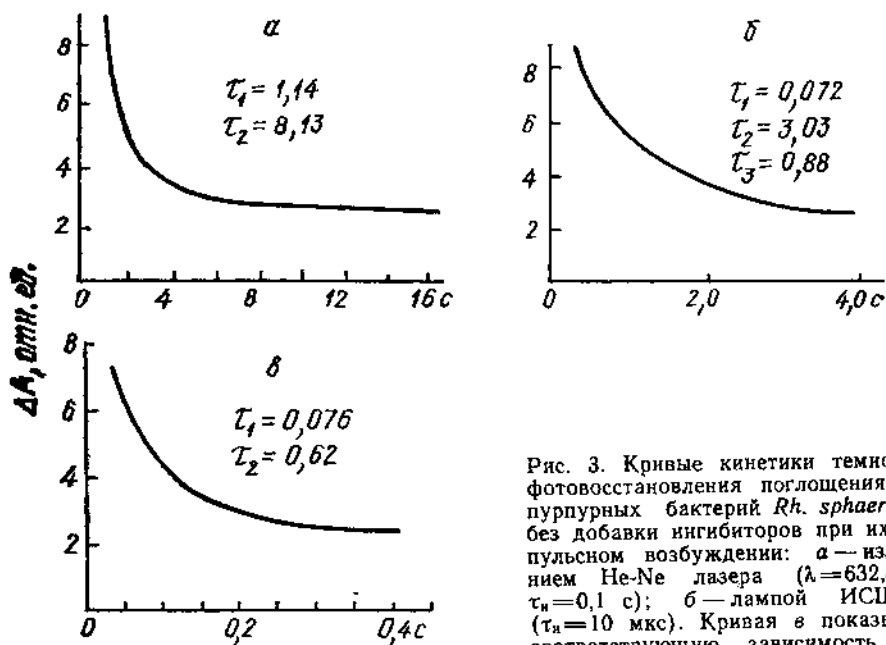 ΔA, отн. ед.
а
8
6
4
2
τ₁ = 1,14
τ₂ = 8,13
0 4 8 12 16 с
б
8
6
4
2
τ₁ = 0,072
τ₂ = 3,03
τ₃ = 0,88
0 2,0 4,0 с
в
8
6
4
2
τ₁ = 0,076
τ₂ = 0,62
0 0,2 0,4 с
Рис. 3. Кривые кинетики темно
фотовосстановления поглощения
пурпурных бактерий Rh. sphaer
без добавки ингибиторов при их
пульсном возбуждении: а — изл
нием He-Ne лазера (λ=632,
τи=0,1 с); б — лампой ИСШ
(τи=10 мкс). Кривая в показы
зависимость